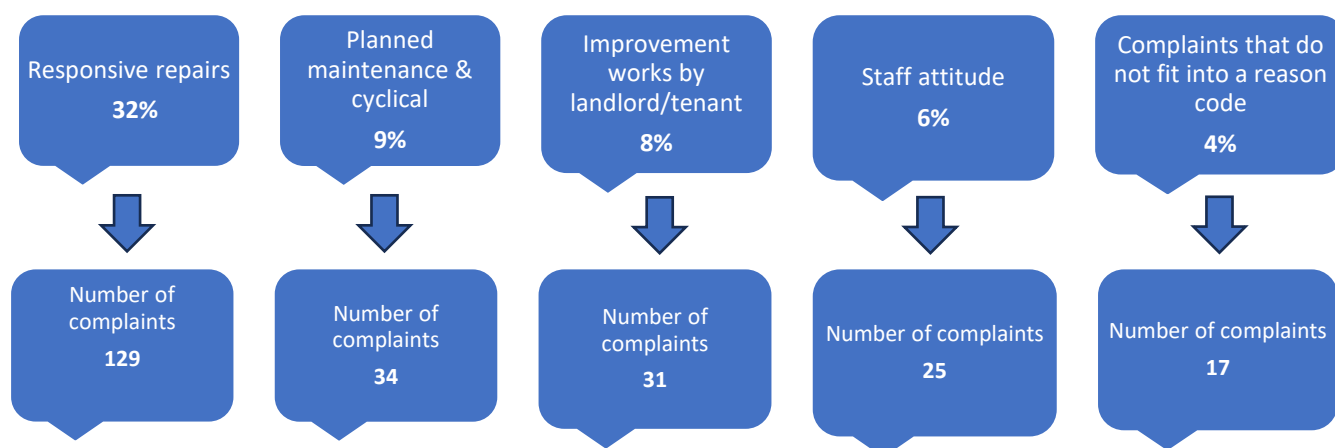 Responsive repairs
32%
Planned
maintenance &
cyclical
9%
Improvement
works by
landlord/tenant
8%
Staff attitude
6%
Complaints that do
not fit into a reason
code
4%
Number of
complaints
129
Number of
complaints
34
Number of
complaints
31
Number of complaints
25
Number of complaints
17